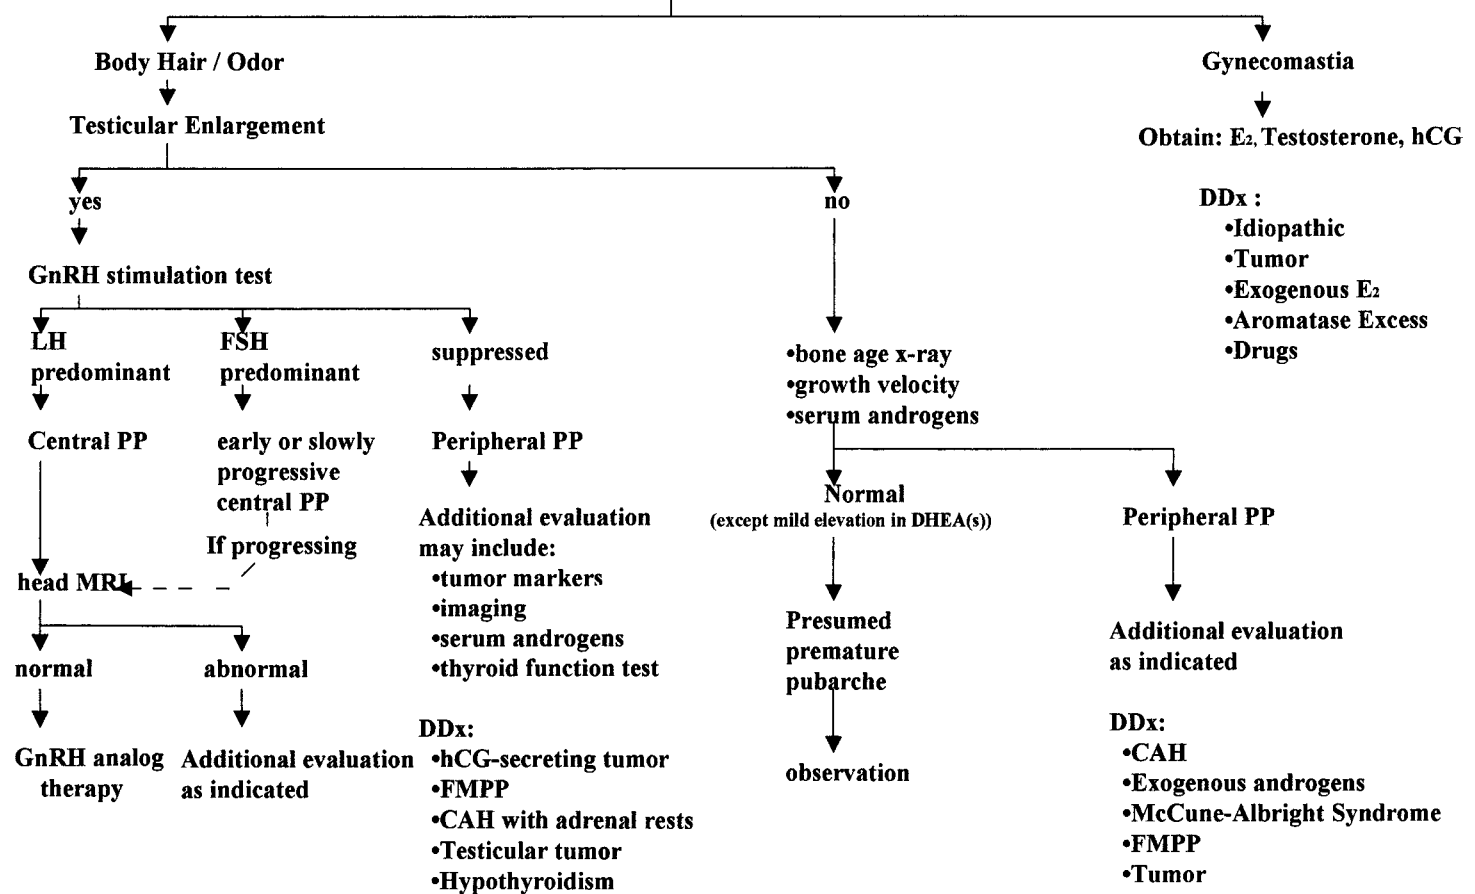 Body Hair / Odor
Gynecomastia
Testicular Enlargement
Obtain: E₂, Testosterone, hCG
yes
no
DDx :
•Idiopathic
•Tumor
•Exogenous E₂
•Aromatase Excess
•Drugs
GnRH stimulation test
LH
predominant
FSH
predominant
suppressed
•bone age x-ray
•growth velocity
•serum androgens
Central PP
early or slowly
progressive
central PP
If progressing
Peripheral PP
Additional evaluation
may include:
•tumor markers
•imaging
•serum androgens
•thyroid function test
Normal
(except mild elevation in DHEA(s))
Peripheral PP
head MRI
normal
abnormal
Presumed
premature
pubarche
Additional evaluation
as indicated
GnRH analog
therapy
Additional evaluation
as indicated
DDx:
•hCG-secreting tumor
•FMPP
•CAH with adrenal rests
•Testicular tumor
•Hypothyroidism
observation
DDx:
•CAH
•Exogenous androgens
•McCune-Albright Syndrome
•FMPP
•Tumor